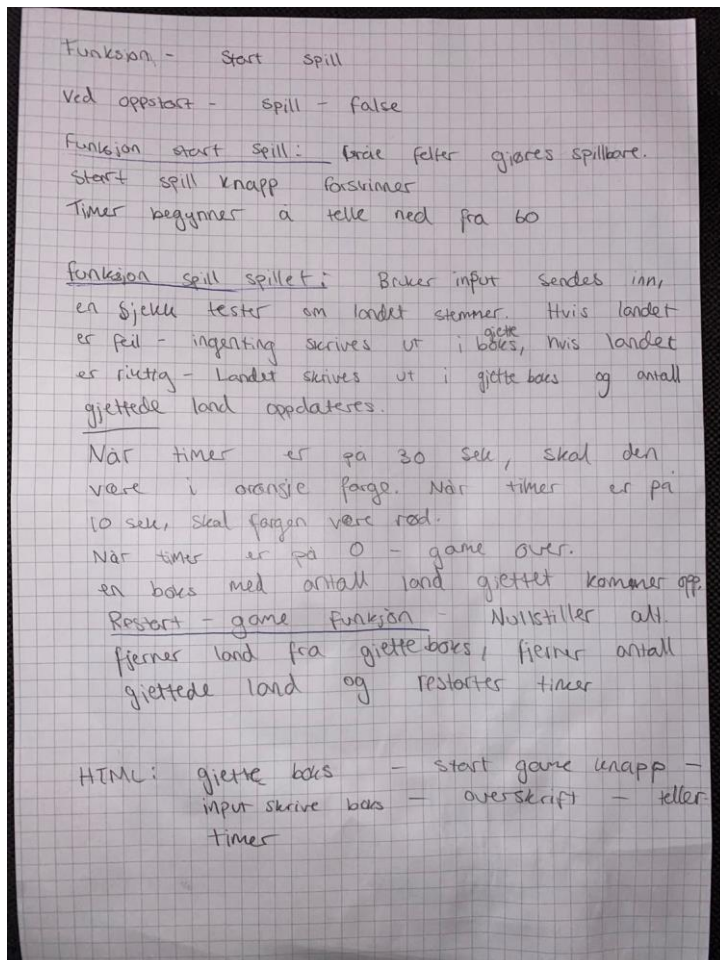 Funksjon - Start spill
Ved oppstart - spill - false
Funksjon start spill: felter gjøres spillbare.
Start spill knapp forsvinner
Timer begynner å telle ned fra 60
funksjon spill spillet: Bruker input sendes inn,
en sjekk tester om landet stemmer. Hvis landet
er feil - ingenting skrives ut i gjette boks, hvis landet
er riktig - Landet skrives ut i gjette boks og antall
gjettede land oppdateres.
Når timer er på 30 sek, skal den
være i oransje farge. Når timer er på
10 sek, skal fargen være rød.
Når timer er på 0 - game over.
en boks med antall land gjettet kommer opp.
Restart - game funksjon - Nullstiller alt.
fjerner land fra gjette boks, fjerner antall
gjettede land og restarter timer
HTML: gjette boks - start game knapp -
input skrive boks - overskrift - teller-
timer